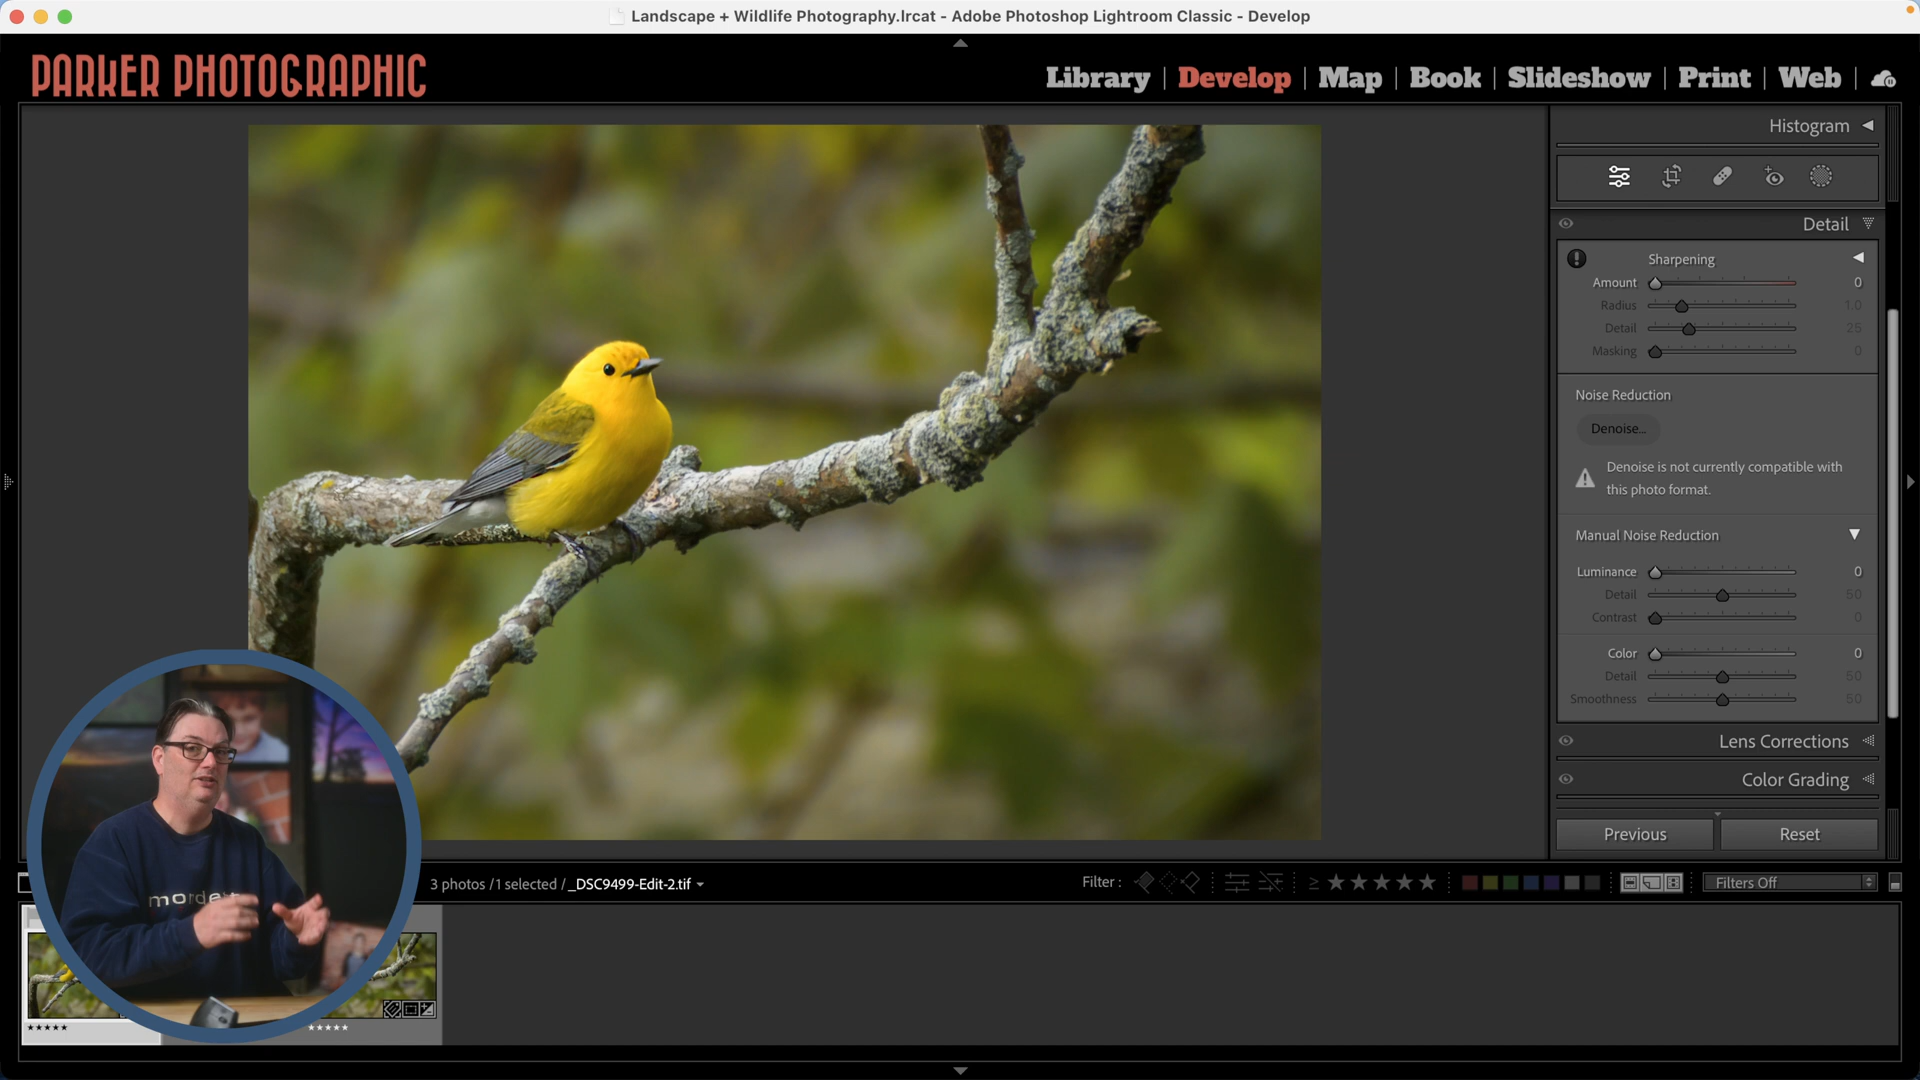 Landscape + Wildlife Photography.lrcat - Adobe Photoshop Lightroom Classic - Develop
PARKER PHOTOGRAPHIC
Library | Develop | Map | Book | Slideshow | Print | Web
Histogram
Detail
Sharpening
Amount 0
Radius 1.0
Detail 25
Masking 0
Noise Reduction
Denoise...
Denoise is not currently compatible with
this photo format.
Manual Noise Reduction
Luminance 0
Detail 50
Contrast 0
Color 0
Detail 50
Smoothness 50
Lens Corrections
Color Grading
Previous Reset
3 photos /1 selected / _DSC9499-Edit-2.tif
Filter :
≥ ★★★★★
Filters Off
★★★★★
★★★★★